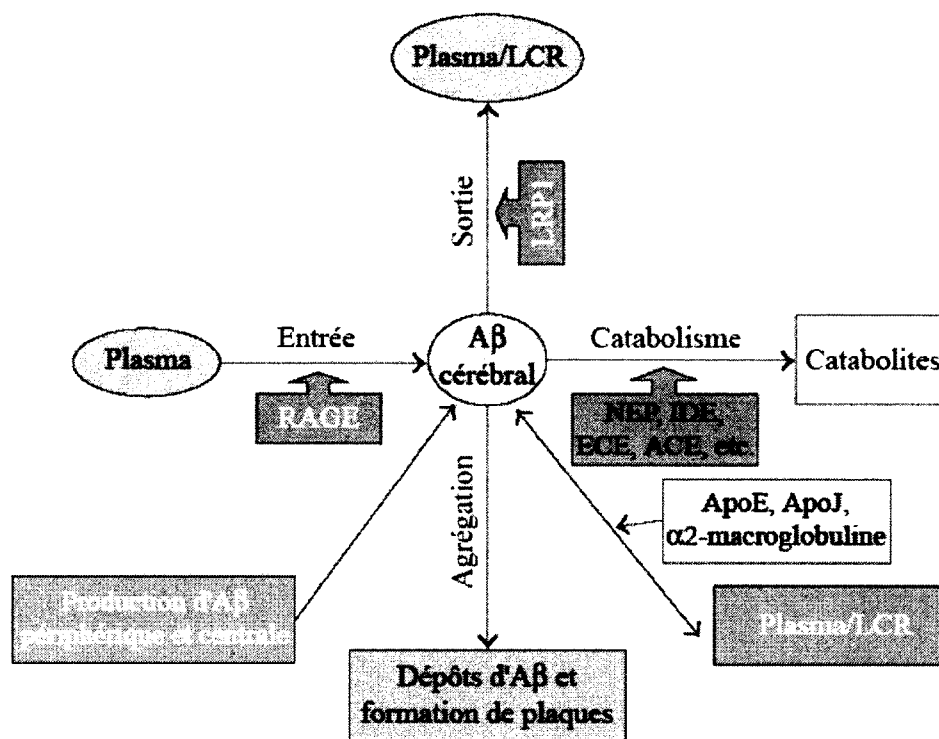 Plasma/LCR
Sortie
LRP1
Entrée
Plasma
Aβ
cérébral
Catabolisme
Catabolites
RAGE
NEP, IDE,
ECE, ACE, etc.
Agrégation
ApoE, ApoJ,
α2-macroglobuline
Production d'Aβ
périphérique et centrale
Plasma/LCR
Dépôts d'Aβ et
formation de plaques